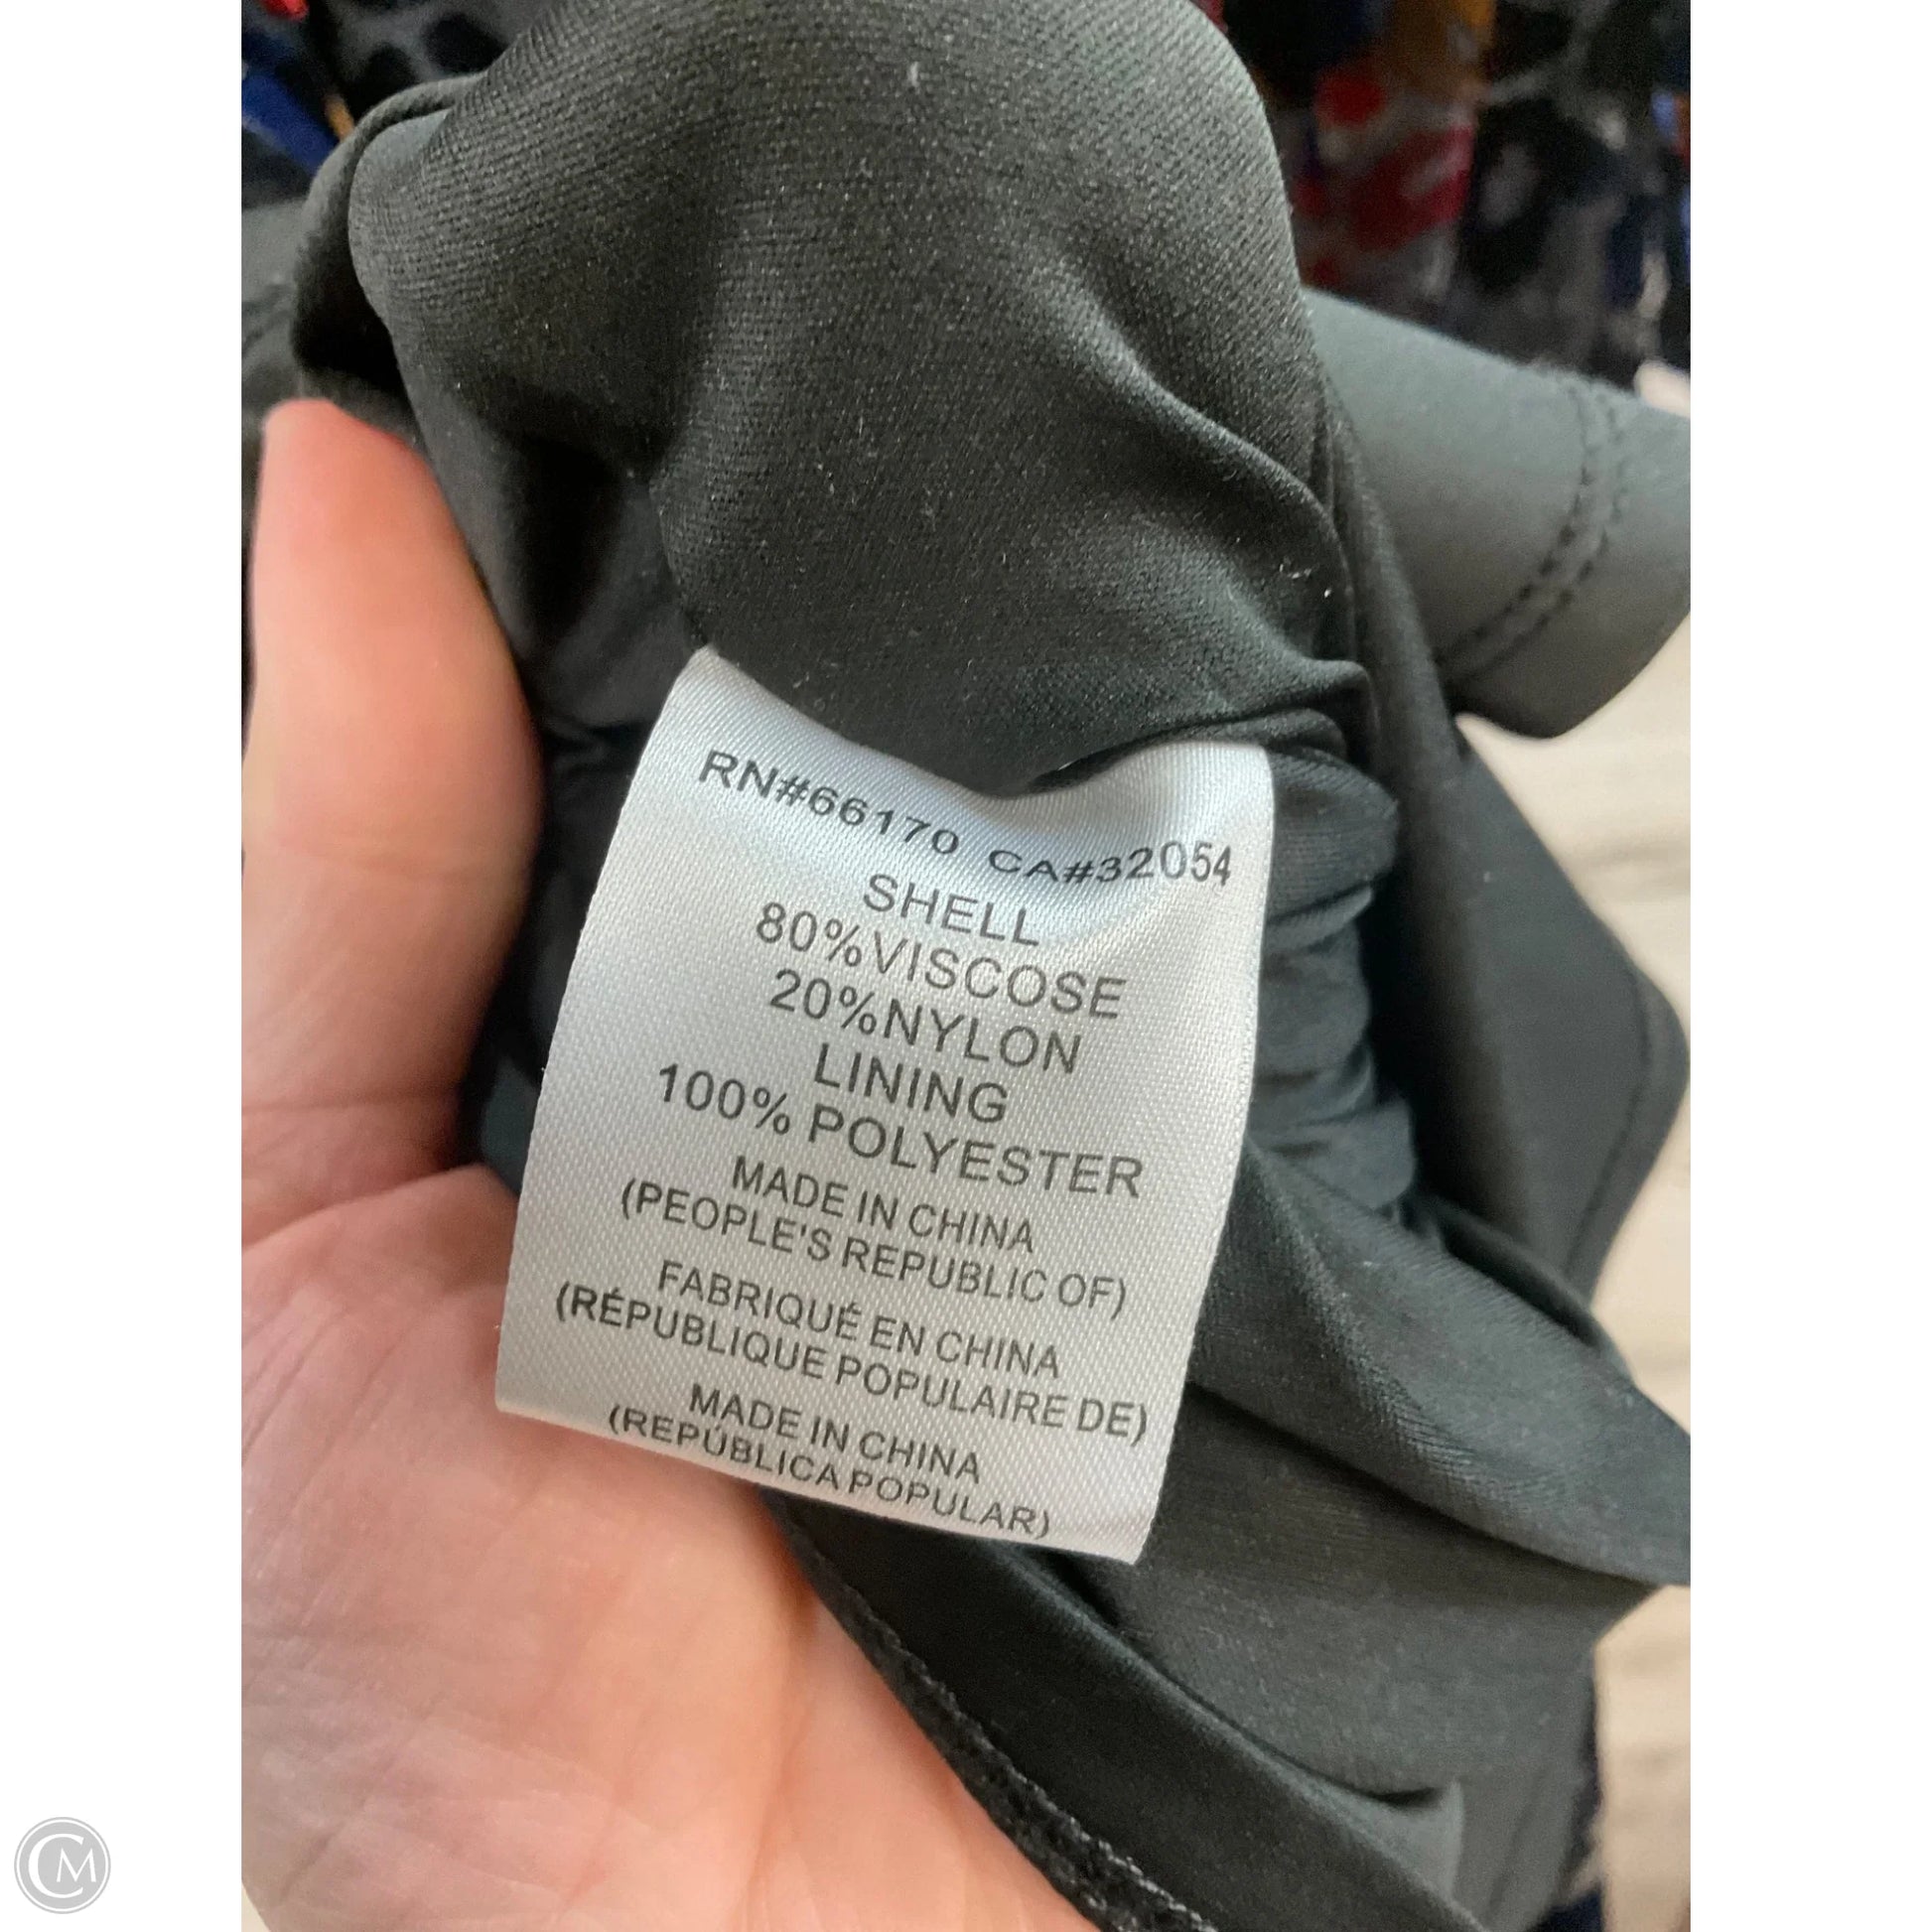 RN#66170 CA#32054
SHELL
80%VISCOSE
20%NYLON
LINING
100% POLYESTER
MADE IN CHINA
(PEOPLE'S REPUBLIC OF)
FABRIQUÉ EN CHINA
(RÉPUBLIQUE POPULAIRE DE)
MADE IN CHINA
(REPÚBLICA POPULAR)
CM